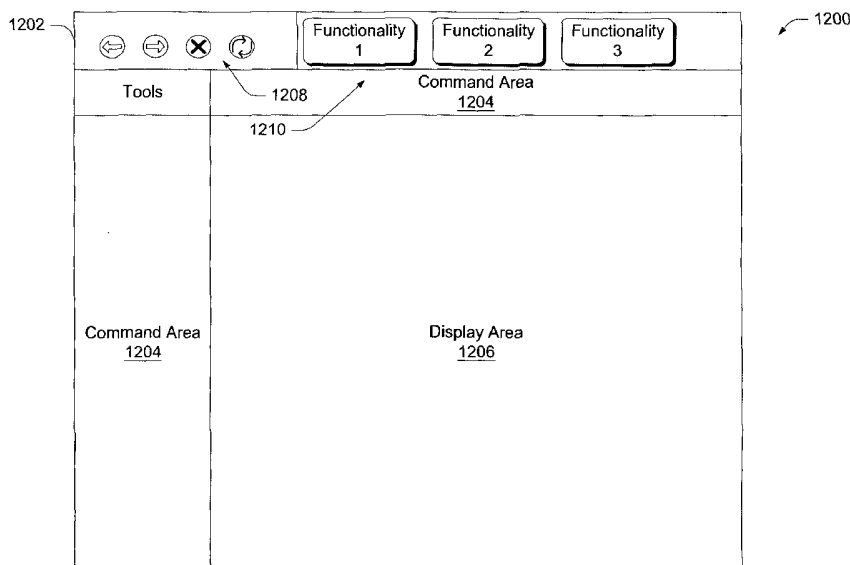 1202
1200
Functionality
1
Functionality
2
Functionality
3
Tools
1208
Command Area
1204
1210
Command Area
1204
Display Area
1206